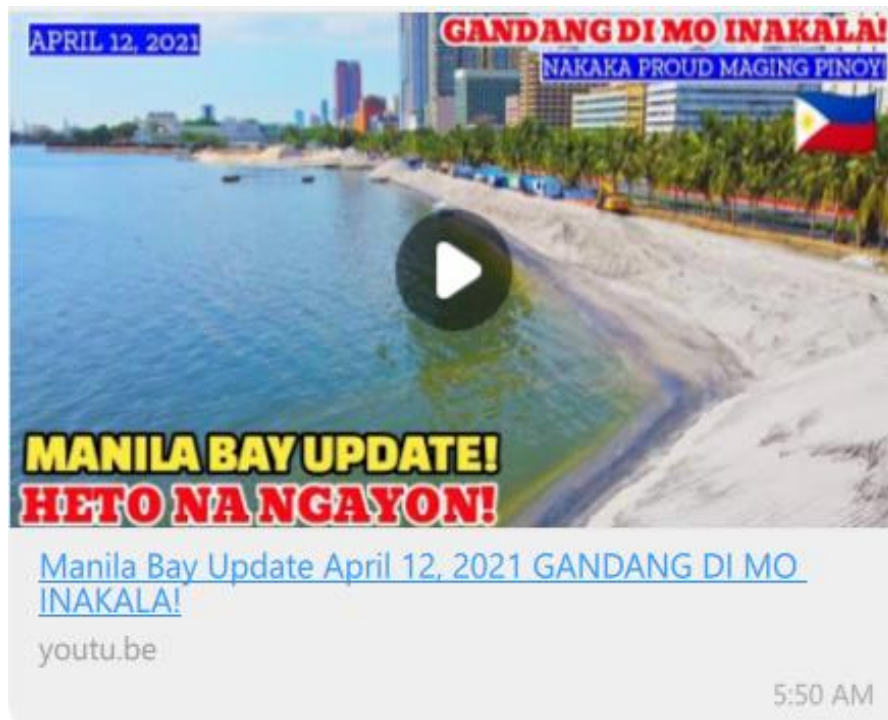 APRIL 12, 2021
GANDANG DI MO INAKALA!
NAKAKA PROUD MAGING PINOY!
MANILA BAY UPDATE!
HETO NA NGAYON!
Manila Bay Update April 12, 2021 GANDANG DI MO
INAKALA!
youtu.be
5:50 AM